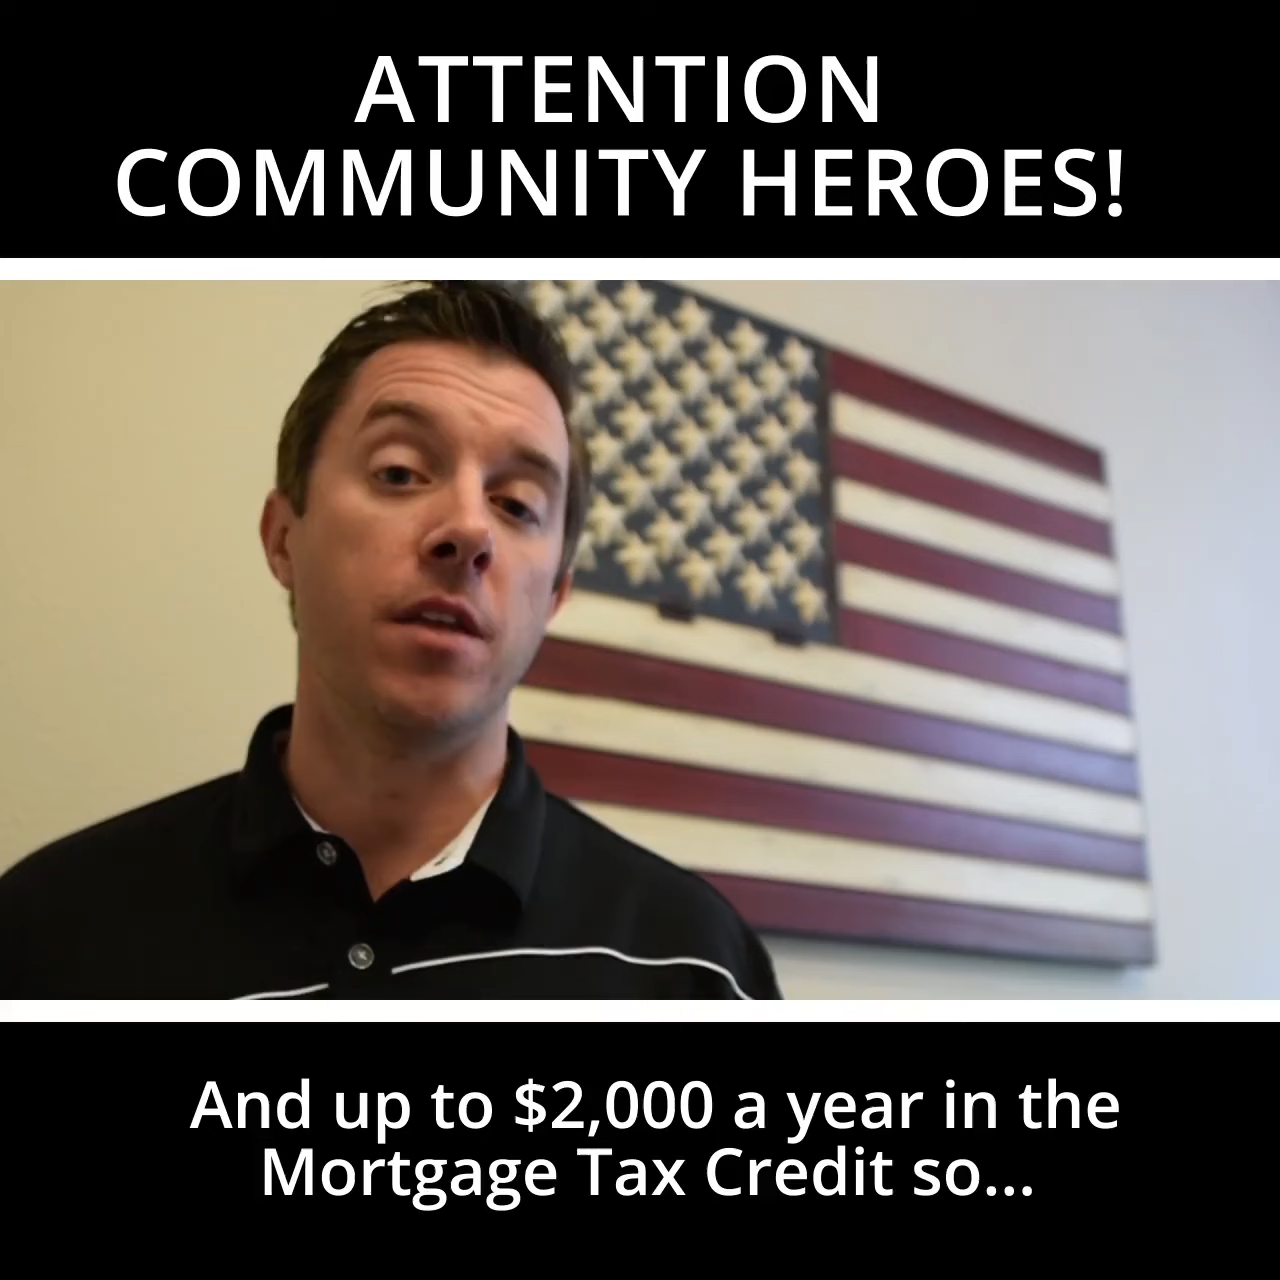 ATTENTION
COMMUNITY HEROES!
And up to $2,000 a year in the
Mortgage Tax Credit so...